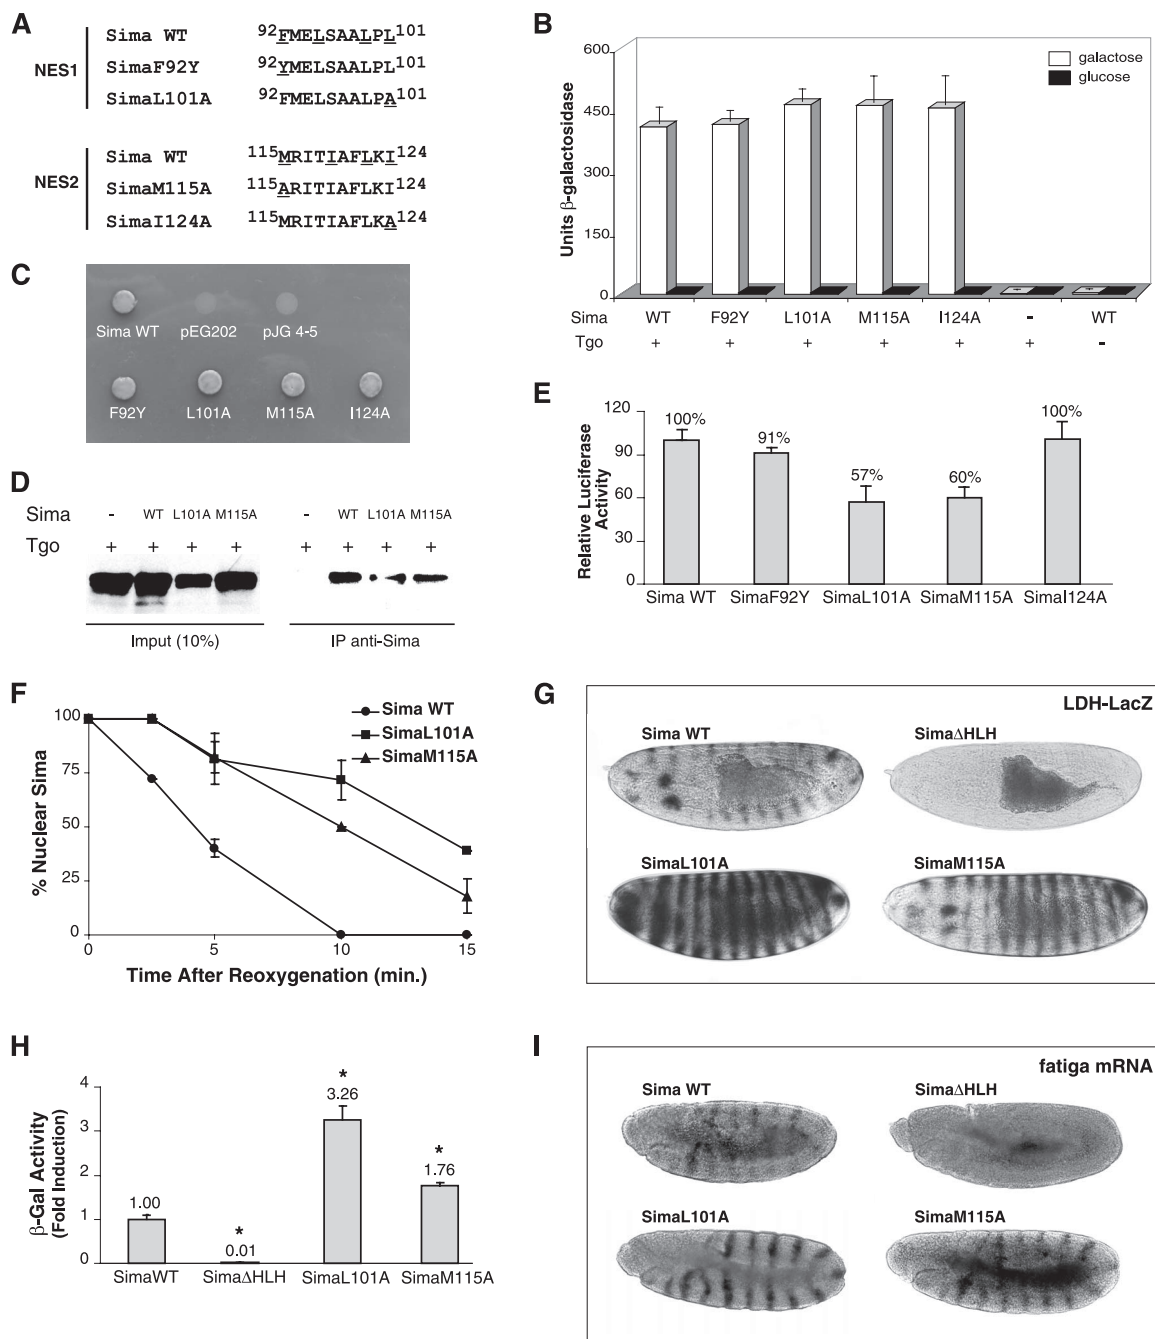 A
NES1
Sima WT 92FMELSAALPL101
SimaF92Y 92YMELSAALPL101
SimaL101A 92FMELSAALPA101
NES2
Sima WT 115MRITIAFLKI124
SimaM115A 115ARITIAFLKI124
SimaI124A 115MRITIAFLKA124
B
galactose
glucose
Units β-galactosidase
600
450
300
150
0
Sima WT F92Y L101A M115A I124A - WT
Tgo + + + + + + -
C
Sima WT pEG202 pJG 4-5
F92Y L101A M115A I124A
D
Sima - WT L101A M115A - WT L101A M115A
Tgo + + + + + + + +
Imput (10%) IP anti-Sima
E
Relative Luciferase
Activity
120
90
60
30
0
100% 91% 57% 60% 100%
Sima WT SimaF92Y SimaL101A SimaM115A SimaI124A
F
% Nuclear Sima
100
75
50
25
0
0 5 10 15
Time After Reoxygenation (min.)
Sima WT
SimaL101A
SimaM115A
G
LDH-LacZ
Sima WT SimaΔHLH
SimaL101A SimaM115A
H
β-Gal Activity
(Fold Induction)
4
3
2
1
0
1.00
*
0.01
*
3.26
*
1.76
SimaWT SimaΔHLH SimaL101A SimaM115A
I
fatiga mRNA
Sima WT SimaΔHLH
SimaL101A SimaM115A